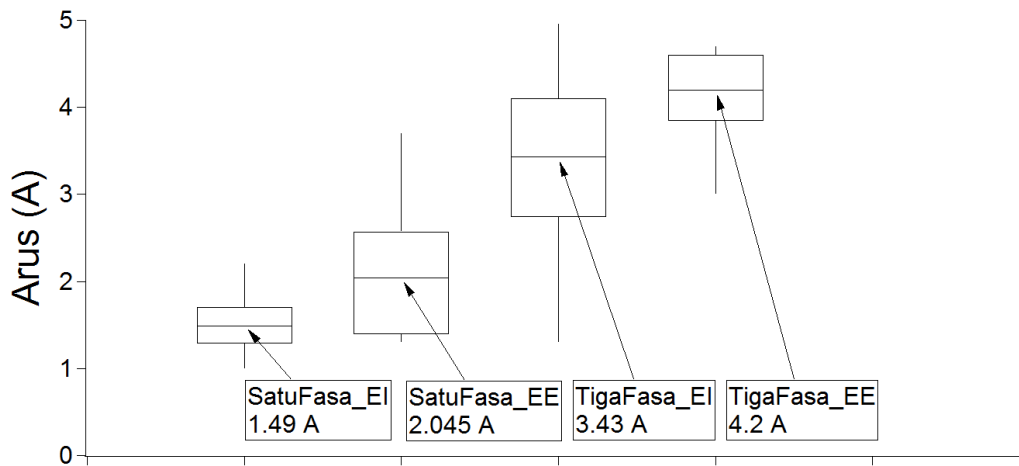 5
4
3
2
1
0
Arus (A)
SatuFasa_EI
1.49 A
SatuFasa_EE
2.045 A
TigaFasa_EI
3.43 A
TigaFasa_EE
4.2 A